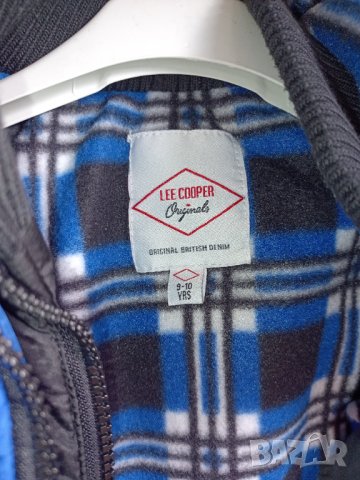 LEE COOPER
Originals
ORIGINAL BRITISH DENIM
9-10
YRS
BAZAR